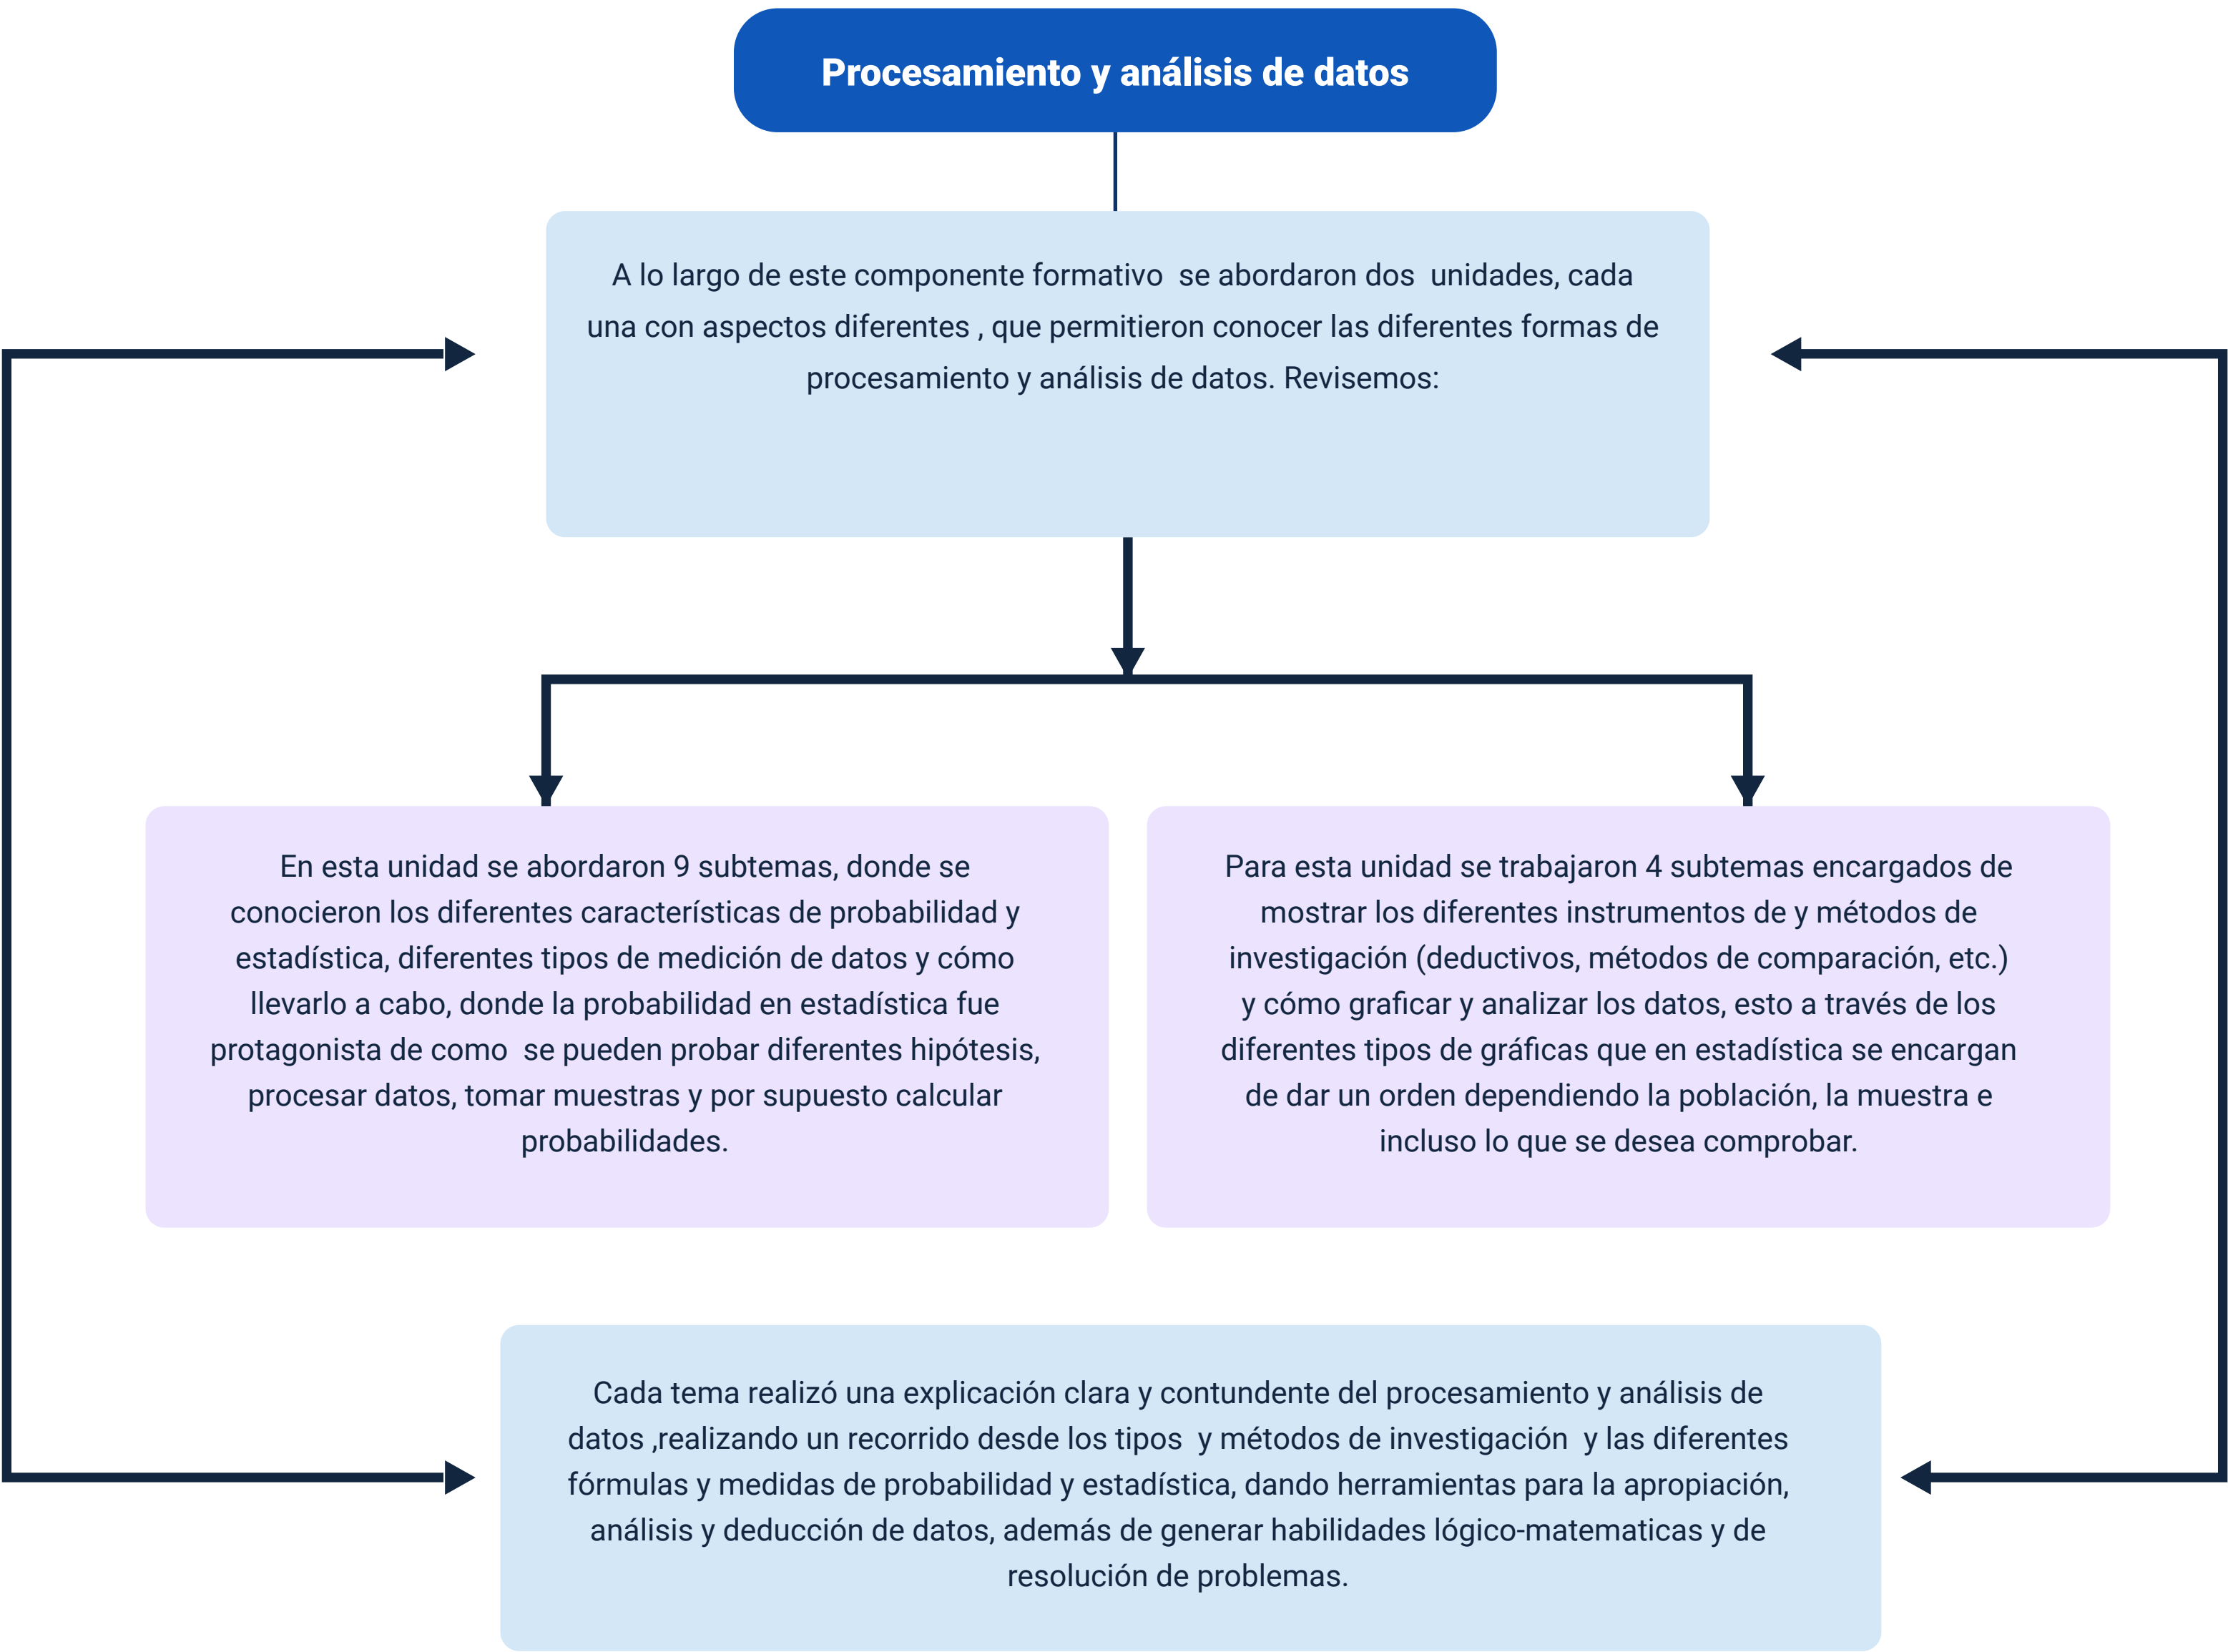 Procesamiento y análisis de datos
A lo largo de este componente formativo  se abordaron dos  unidades, cada
una con aspectos diferentes , que permitieron conocer las diferentes formas de
procesamiento y análisis de datos. Revisemos:
En esta unidad se abordaron 9 subtemas, donde se
conocieron los diferentes características de probabilidad y
estadística, diferentes tipos de medición de datos y cómo
llevarlo a cabo, donde la probabilidad en estadística fue
protagonista de como  se pueden probar diferentes hipótesis,
procesar datos, tomar muestras y por supuesto calcular
probabilidades.
Para esta unidad se trabajaron 4 subtemas encargados de
mostrar los diferentes instrumentos de y métodos de
investigación (deductivos, métodos de comparación, etc.)
y cómo graficar y analizar los datos, esto a través de los
diferentes tipos de gráficas que en estadística se encargan
de dar un orden dependiendo la población, la muestra e
incluso lo que se desea comprobar.
Cada tema realizó una explicación clara y contundente del procesamiento y análisis de
datos ,realizando un recorrido desde los tipos  y métodos de investigación  y las diferentes
fórmulas y medidas de probabilidad y estadística, dando herramientas para la apropiación,
análisis y deducción de datos, además de generar habilidades lógico-matematicas y de
resolución de problemas.